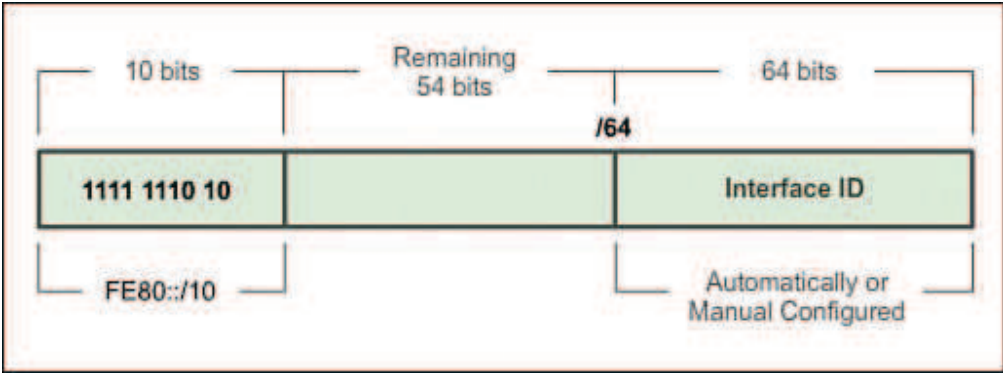 10 bits
Remaining
54 bits
64 bits
/64
1111 1110 10
Interface ID
FE80::/10
Automatically or
Manual Configured